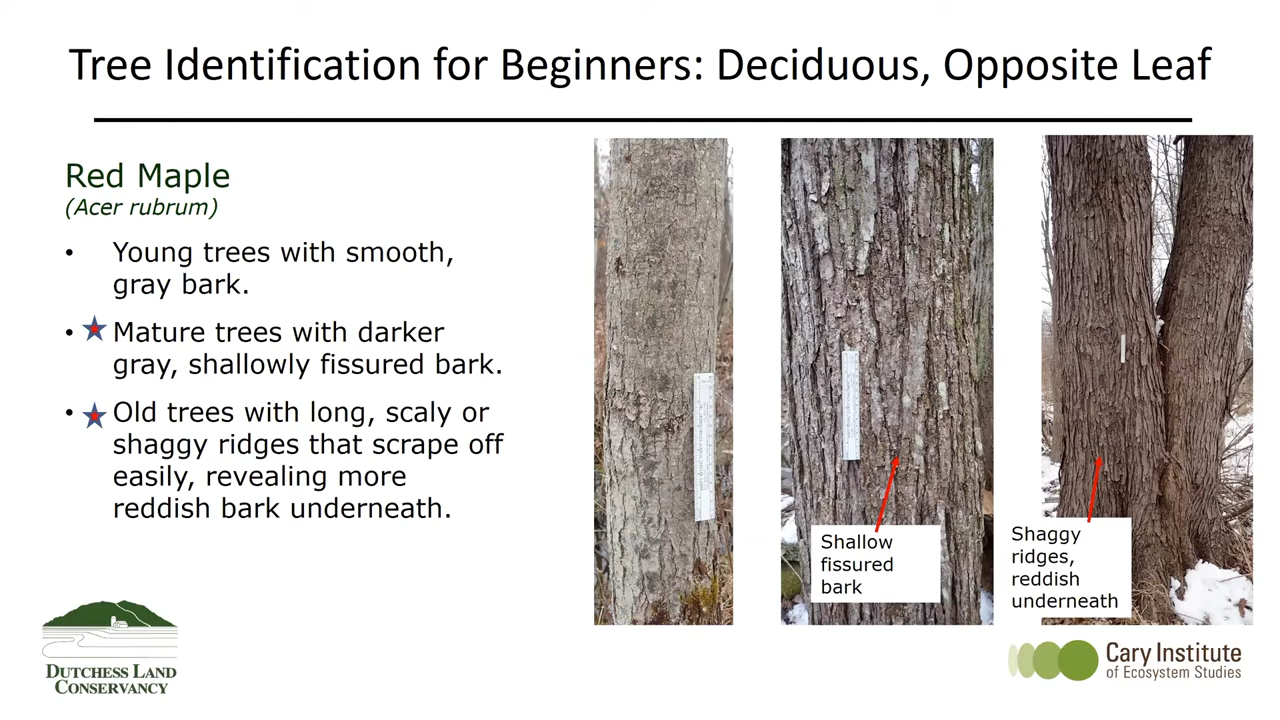 Tree Identification for Beginners: Deciduous, Opposite Leaf
Red Maple
(Acer rubrum)
• Young trees with smooth,
gray bark.
• Mature trees with darker
gray, shallowly fissured bark.
• Old trees with long, scaly or
shaggy ridges that scrape off
easily, revealing more
reddish bark underneath.
Shallow
fissured
bark
Shaggy
ridges,
reddish
underneath
DUTCHESS LAND
CONSERVANCY
Cary Institute
of Ecosystem Studies